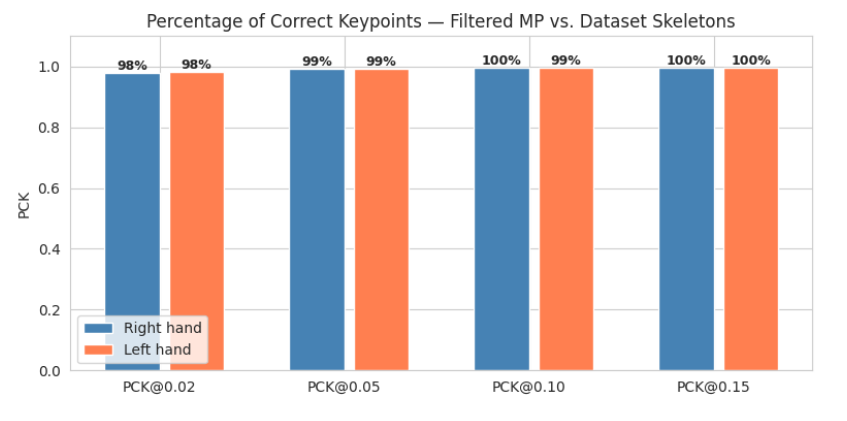 Percentage of Correct Keypoints — Filtered MP vs. Dataset Skeletons
PCK
1.0
0.8
0.6
0.4
0.2
0.0
98% 98% 99% 99% 100% 99% 100% 100%
Right hand
Left hand
PCK@0.02 PCK@0.05 PCK@0.10 PCK@0.15